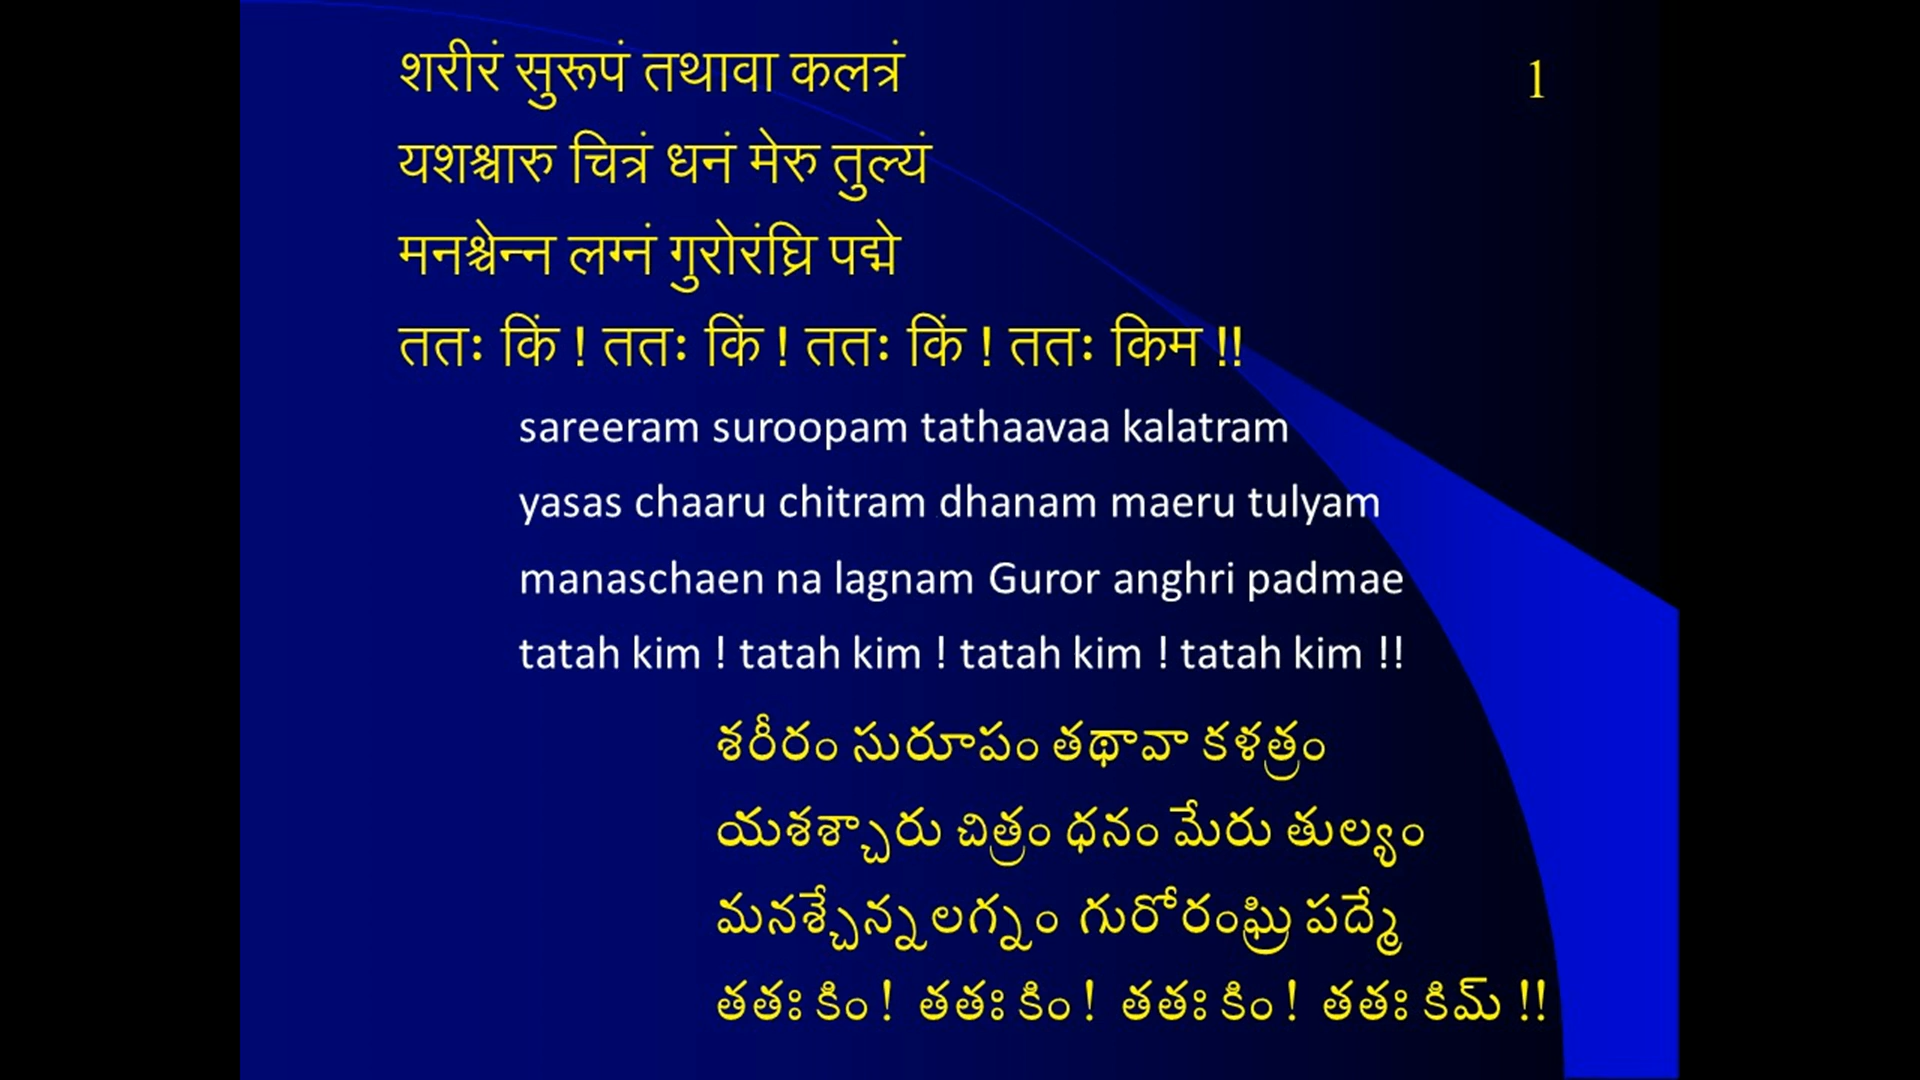 शरीरं सुरूपं तथावा कलत्रं
1
यशश्चारु चित्रं धनं मेरु तुल्यं
मनश्चेन्न लग्नं गुरोरंघ्रि पद्मे
ततः किं ! ततः किं ! ततः किं ! ततः किम !!
sareeram suroopam tathaavaa kalatram
yasas chaaru chitram dhanam maeru tulyam
manaschaen na lagnam Guror anghri padmae
tatah kim ! tatah kim ! tatah kim ! tatah kim !!
శరీరం సురూపం తథావా కళత్రం
యశశ్చారు చిత్రం ధనం మేరు తుల్యం
మనశ్చేన్న లగ్నం గురోరంఘ్రి పద్మే
తతః కిం ! తతః కిం ! తతః కిం ! తతః కిమ్ !!